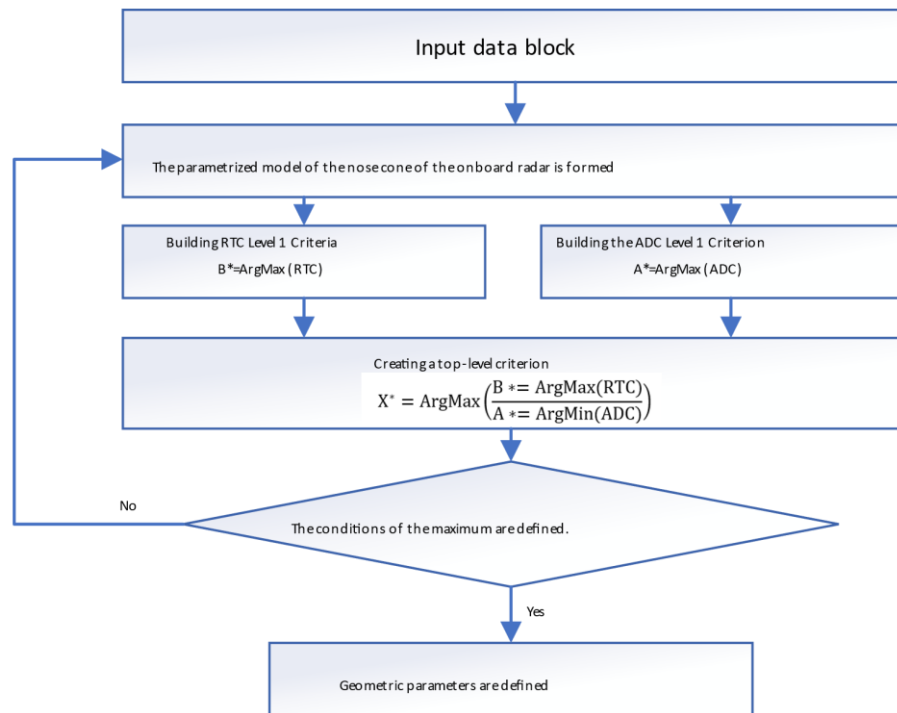 Input data block
The parametrized model of the nose cone of the onboard radar is formed
Building RTC Level 1 Criteria
B*=ArgMax (RTC)
Building the ADC Level 1 Criterion
A*=ArgMax (ADC)
Creating a top-level criterion
X* = ArgMax(B *= ArgMax(RTC) / A *= ArgMin(ADC))
No
The conditions of the maximum are defined.
Yes
Geometric parameters are defined